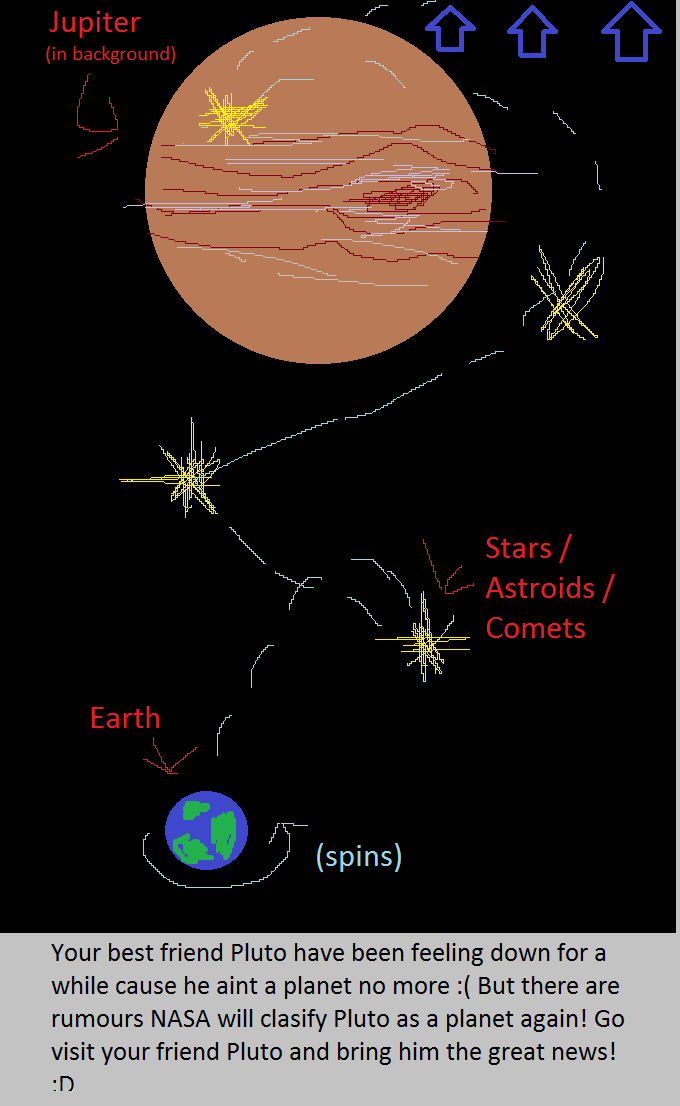 Jupiter
(in background)
Stars /
Astroids /
Comets
Earth
(spins)
Your best friend Pluto have been feeling down for a
while cause he aint a planet no more :( But there are
rumours NASA will clasify Pluto as a planet again! Go
visit your friend Pluto and bring him the great news!
:D